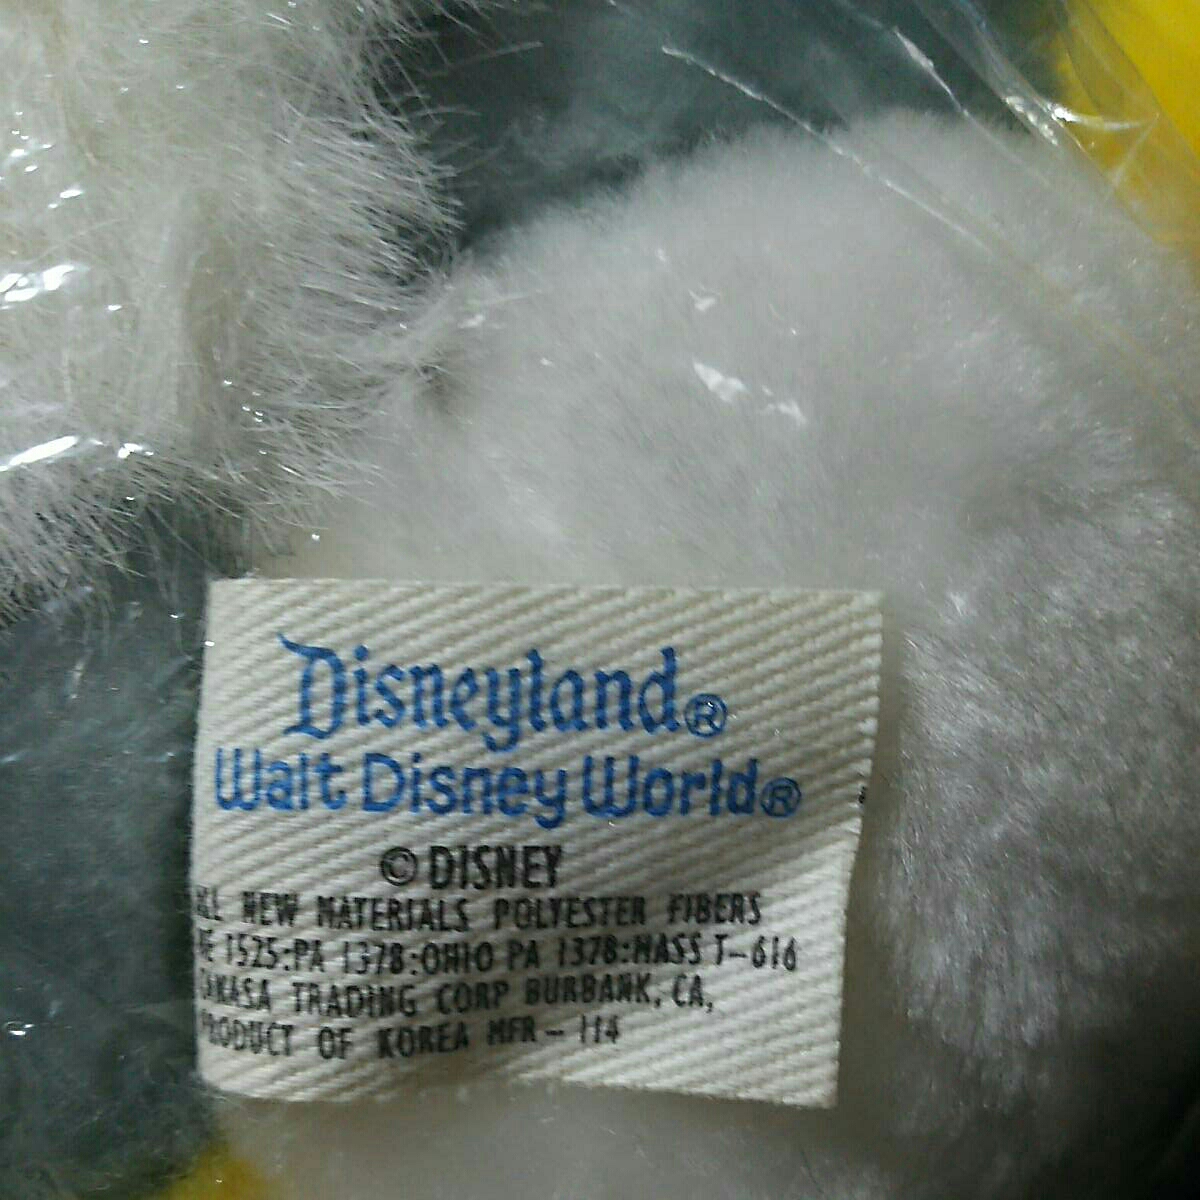 Disneyland®
Walt Disney World®
© DISNEY
ALL NEW MATERIALS POLYESTER FIBERS
1525:PA 1378:OHIO PA 1378:MASS T-616
TRADING CORP BURBANK, CA,
PRODUCT OF KOREA MFR-114